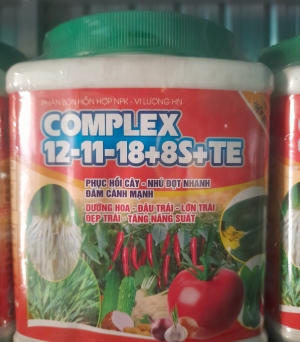 PHÂN BÓN HỖN HỢP NPK - VI LƯỢNG HN
COMPLEX
12-11-18+8S+TE
PHỤC HỒI CÂY - NHÚ ĐỌT NHANH
ĐÂM CÀNH MẠNH
DƯỠNG HOA - ĐẬU TRÁI - LỚN TRÁI
ĐẸP TRÁI - TĂNG NĂNG SUẤT